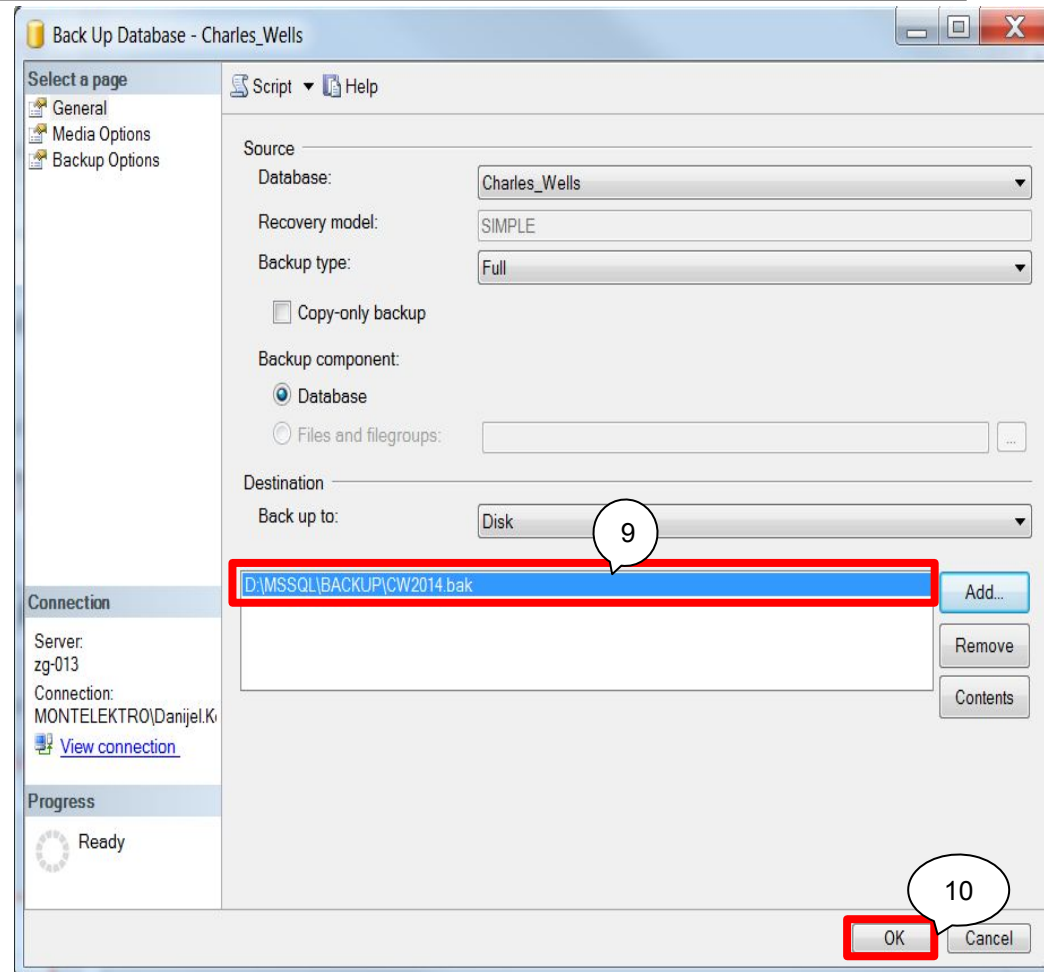 Back Up Database - Charles_Wells
X
Select a page
General
Media Options
Backup Options
Script Help
Source
Database:
Charles_Wells
Recovery model:
SIMPLE
Backup type:
Full
Copy-only backup
Backup component:
Database
Files and filegroups:
...
Destination
Back up to:
Disk
9
D:\MSSQL\BACKUP\CW2014.bak
Add...
Remove
Contents
Connection
Server:
zg-013
Connection:
MONTELEKTRO\Danijel.K
View connection
Progress
Ready
10
OK
Cancel